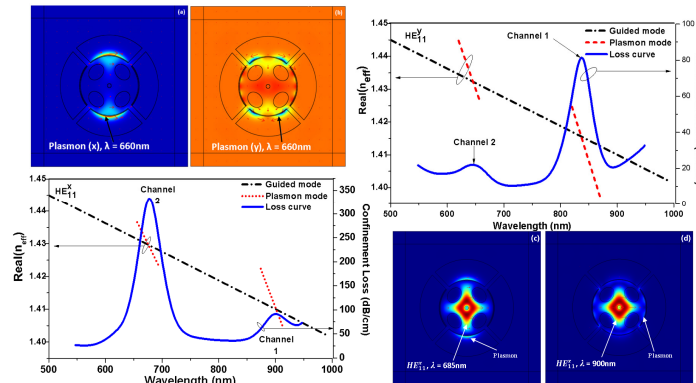 (a)
Plasmon (x), λ = 660nm
(b)
Plasmon (y), λ = 660nm
HE₁₁ʸ
Channel 1
Guided mode
Plasmon mode
Loss curve
Channel 2
Real(n_eff)
1.45
1.44
1.43
1.42
1.41
1.40
100
80
60
40
20
500 600 700 800 900 1000
Wavelength (nm)
HE₁₁ˣ
Channel
2
Guided mode
Plasmon mode
Loss curve
Real(n_eff)
1.45
1.44
1.43
1.42
1.41
1.40
350
300
250
200
150
100
50
0
Confinement Loss (dB/cm)
Channel
1
500 600 700 800 900 1000
Wavelength (nm)
(c)
Plasmon
HE₁₁ˣ, 685nm
(d)
Plasmon
HE₁₁ˣ, 900nm